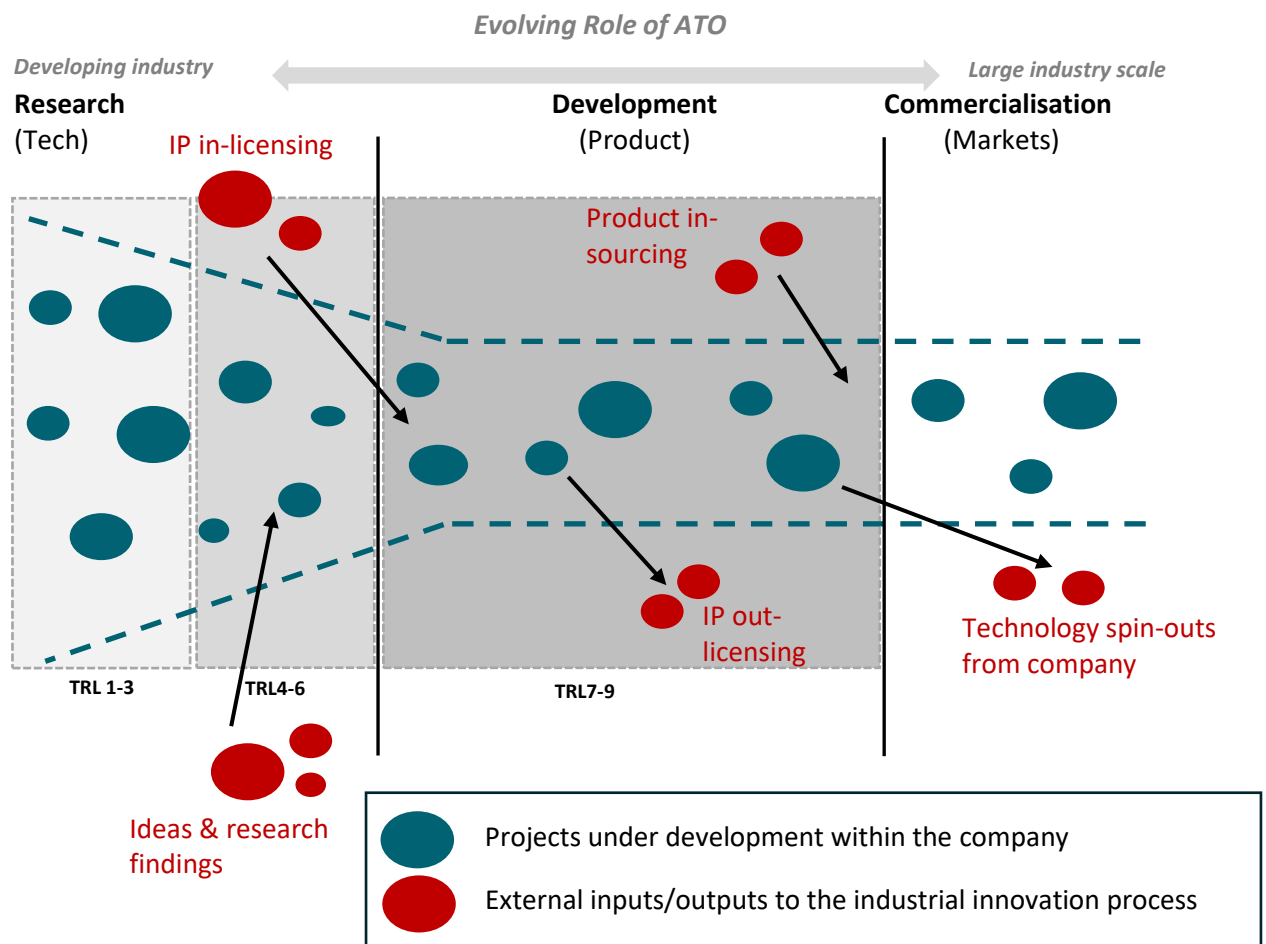 Evolving Role of ATO
Developing industry
Large industry scale
Research
(Tech)
Development
(Product)
Commercialisation
(Markets)
IP in-licensing
Product in-
sourcing
IP out-
licensing
Technology spin-outs
from company
TRL 1-3
TRL4-6
TRL7-9
Ideas & research
findings
Projects under development within the company
External inputs/outputs to the industrial innovation process